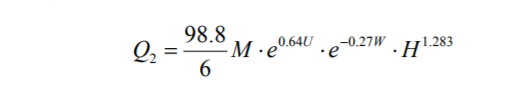 Q₂ = 98.8/6 M · e^0.64U · e^−0.27W · H^1.283